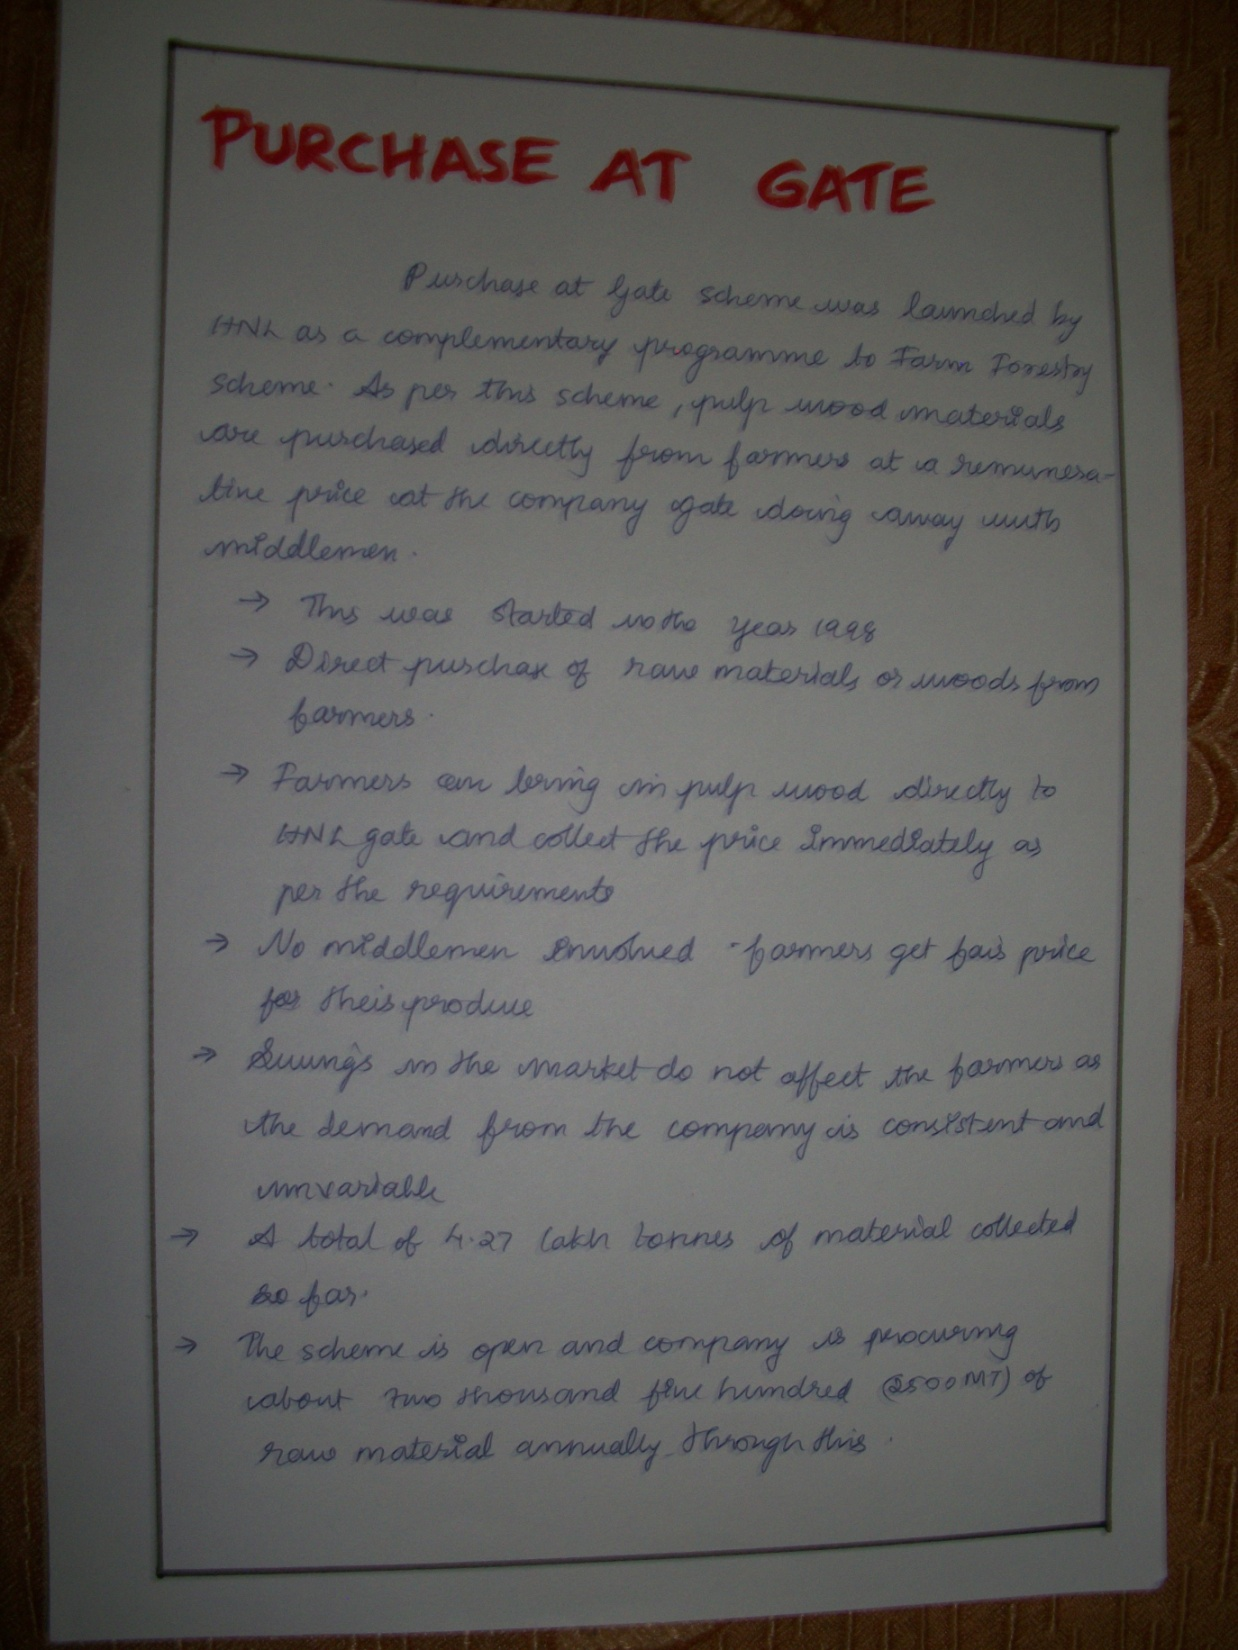 PURCHASE AT GATE
Purchase at Gate scheme was launched by
HNL as a complementary programme to Farm Forestry
scheme. As per this scheme, pulp wood materials
are purchased directly from farmers at a remunera-
tive price at the company gate doing away with
middlemen.
→ This was started in the year 1998
→ Direct purchase of raw materials or woods from
farmers.
→ Farmers can bring in pulp wood directly to
HNL gate and collect the price immediately as
per the requirements
→ No middlemen involved - farmers get fair price
for their produce
→ Swings in the market do not affect the farmers as
the demand from the company is consistent and
unvariable
→ A total of 4.27 lakh tonnes of material collected
so far.
→ The scheme is open and company is procuring
about two thousand five hundred (2500MT) of
raw material annually through this.